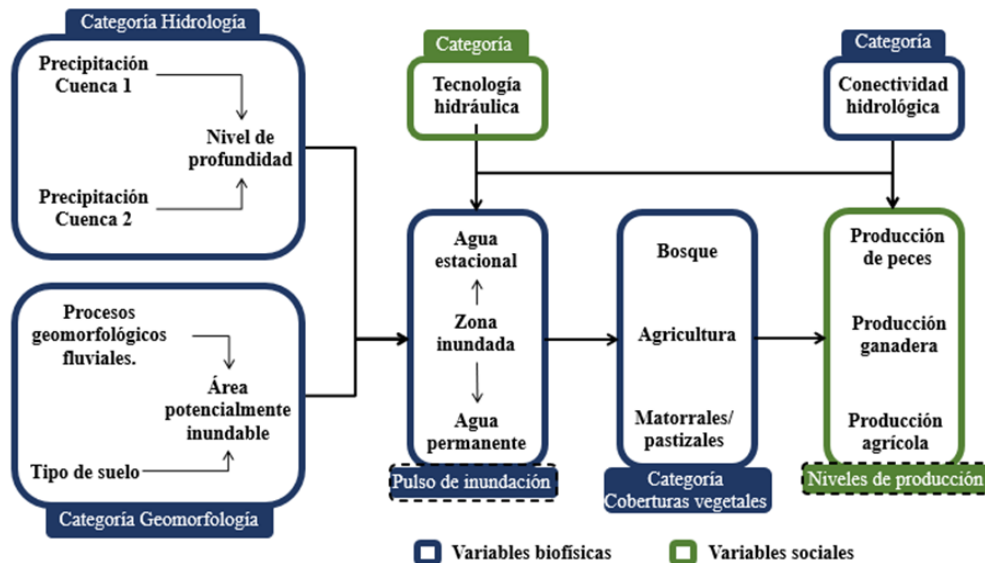 Categoría Hidrología
Precipitación
Cuenca 1
Nivel de
profundidad
Precipitación
Cuenca 2
Procesos
geomorfológicos
fluviales.
Área
potencialmente
inundable
Tipo de suelo
Categoría Geomorfología
Categoría
Tecnología
hidráulica
Categoría
Conectividad
hidrológica
Agua
estacional
Zona
inundada
Agua
permanente
Pulso de inundación
Bosque
Agricultura
Matorrales/
pastizales
Categoría
Coberturas vegetales
Producción
de peces
Producción
ganadera
Producción
agrícola
Niveles de producción
Variables biofísicas
Variables sociales